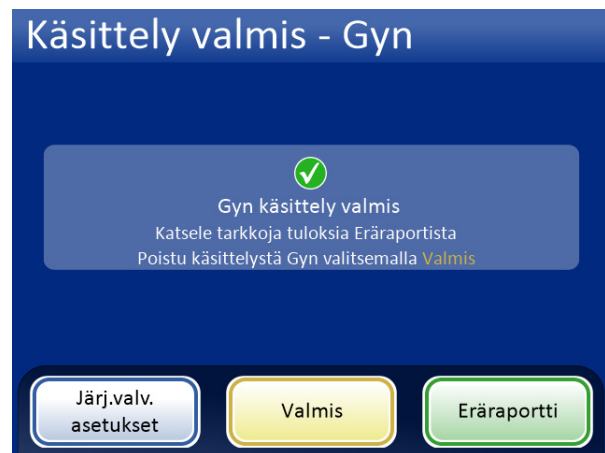 Käsittely valmis - Gyn
Gyn käsittely valmis
Katsele tarkkoja tuloksia Eräraportista
Poistu käsittelystä Gyn valitsemalla Valmis
Järj.valv.
asetukset
Valmis
Eräraportti